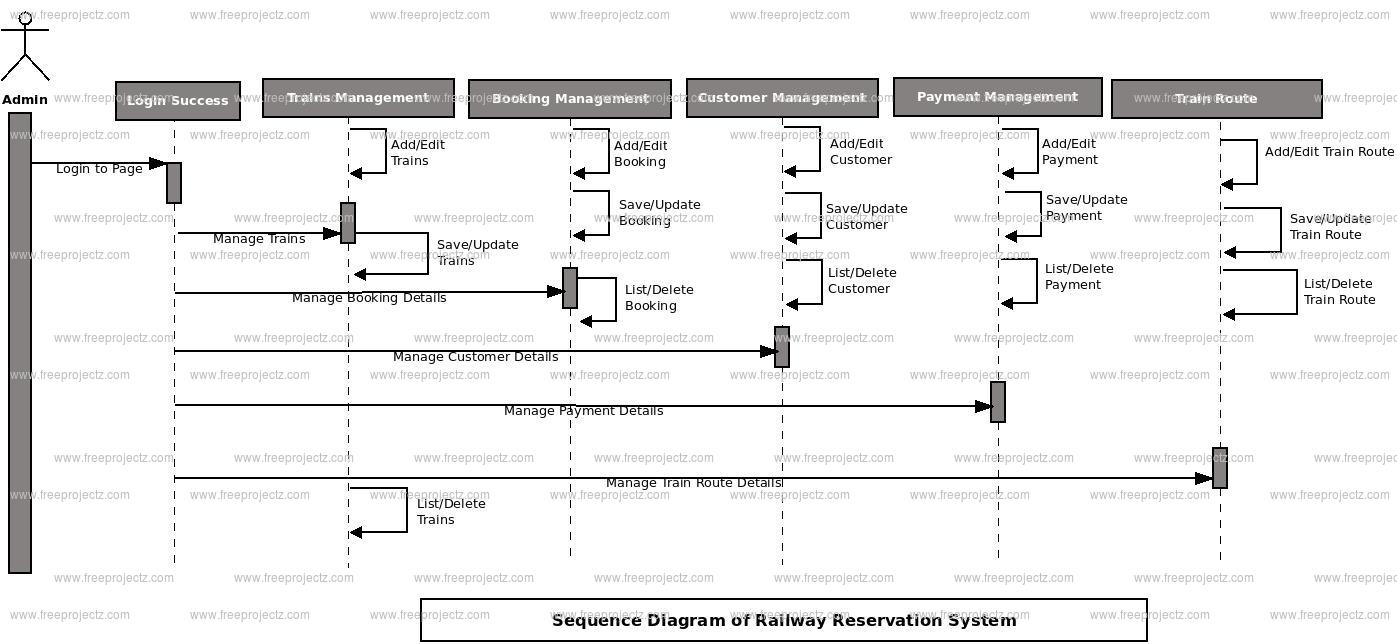 Admin
Login Success
Trains Management
Booking Management
Customer Management
Payment Management
Train Route
Login to Page
Add/Edit
Trains
Add/Edit
Booking
Add/Edit
Customer
Add/Edit
Payment
Add/Edit Train Route
Manage Trains
Save/Update
Trains
Save/Update
Booking
Save/Update
Customer
Save/Update
Payment
Save/Update
Train Route
Manage Booking Details
List/Delete
Booking
List/Delete
Customer
List/Delete
Payment
List/Delete
Train Route
Manage Customer Details
Manage Payment Details
Manage Train Route Details
List/Delete
Trains
Sequence Diagram of Railway Reservation System
www.freeprojectz.com